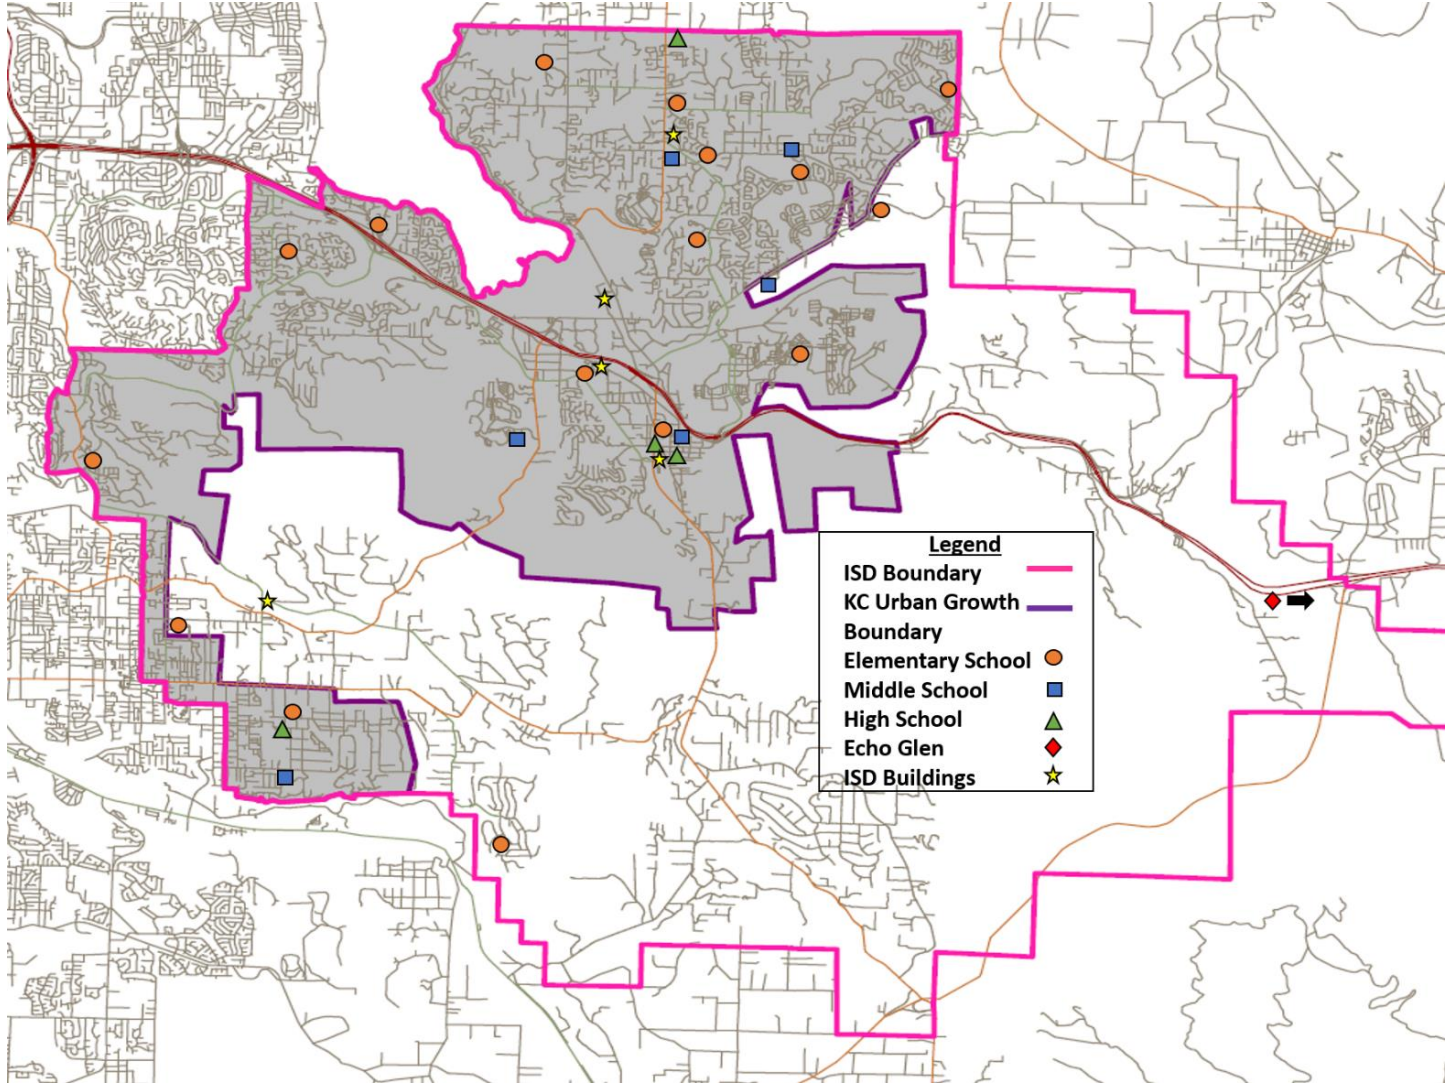 Legend
ISD Boundary
KC Urban Growth
Boundary
Elementary School
Middle School
High School
Echo Glen
ISD Buildings